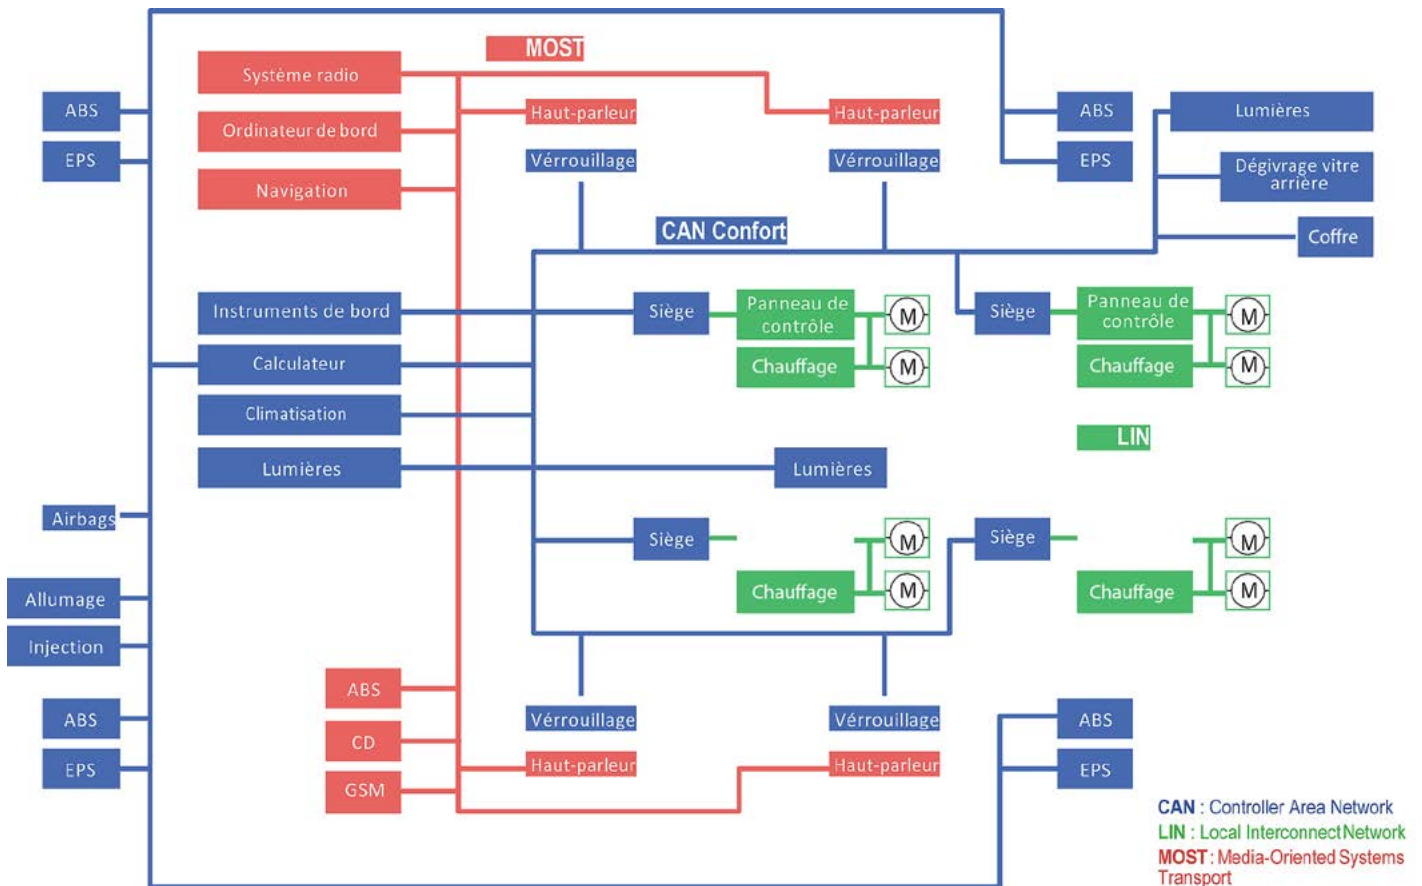 MOST
Système radio
ABS
Haut-parleur
Haut-parleur
ABS
Lumières
Ordinateur de bord
EPS
Vérrouillage
Vérrouillage
EPS
Dégivrage vitre
arrière
Navigation
CAN Confort
Coffre
Instruments de bord
Siège
Panneau de
contrôle
M
Siège
Panneau de
contrôle
M
Calculateur
Chauffage
M
Chauffage
M
Climatisation
LIN
Lumières
Lumières
Airbags
Siège
M
Siège
M
Allumage
Chauffage
M
Chauffage
M
Injection
ABS
ABS
Vérrouillage
Vérrouillage
ABS
CD
EPS
Haut-parleur
Haut-parleur
EPS
GSM
CAN : Controller Area Network
LIN : Local Interconnect Network
MOST : Media-Oriented Systems
Transport